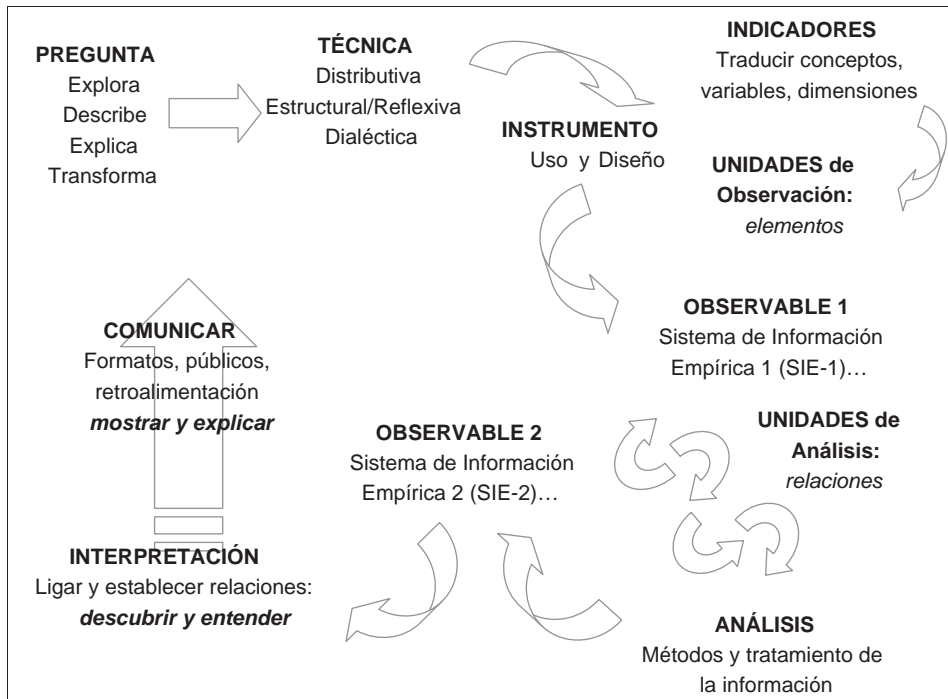 PREGUNTA
Explora
Describe
Explica
Transforma
TÉCNICA
Distributiva
Estructural/Reflexiva
Dialéctica
INSTRUMENTO
Uso y Diseño
INDICADORES
Traducir conceptos,
variables, dimensiones
UNIDADES de
Observación:
elementos
OBSERVABLE 1
Sistema de Información
Empírica 1 (SIE-1)…
UNIDADES de
Análisis:
relaciones
ANÁLISIS
Métodos y tratamiento de
la información
OBSERVABLE 2
Sistema de Información
Empírica 2 (SIE-2)…
INTERPRETACIÓN
Ligar y establecer relaciones:
descubrir y entender
COMUNICAR
Formatos, públicos,
retroalimentación
mostrar y explicar